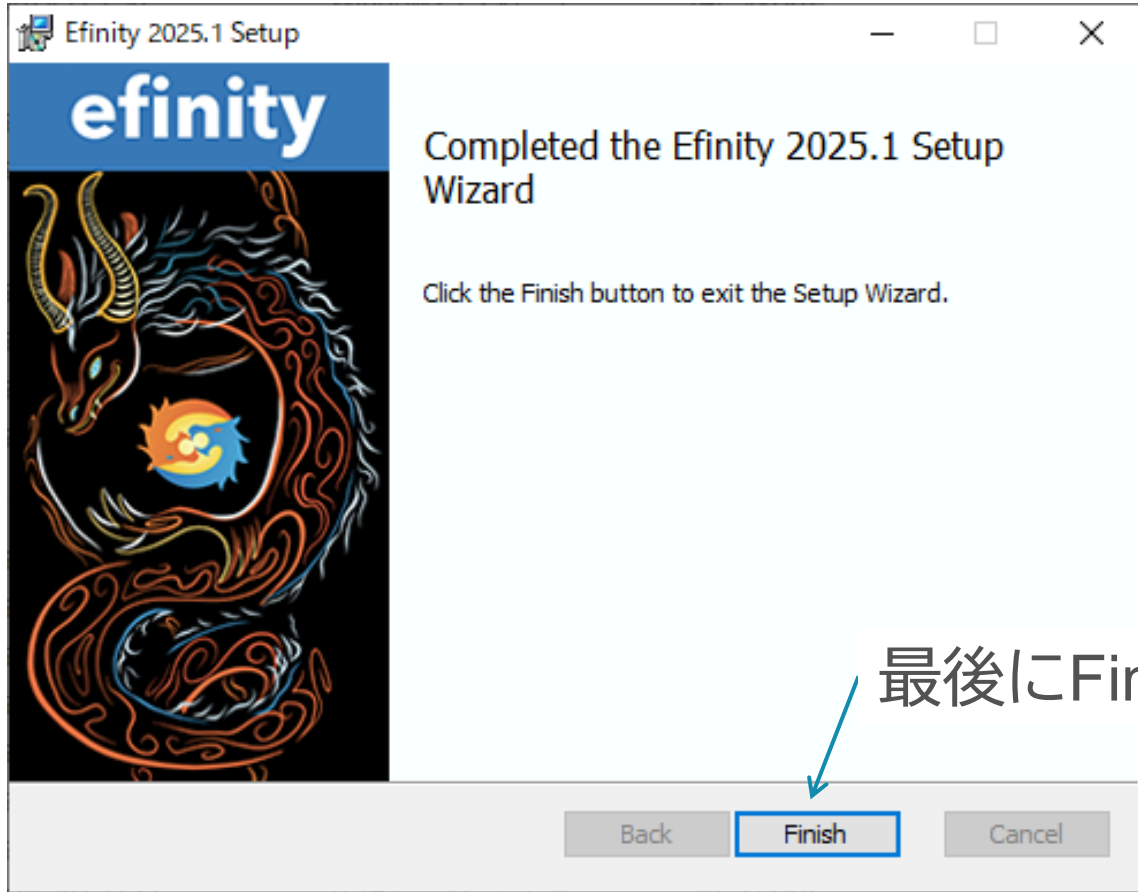 Efinity 2025.1 Setup
efinity
Completed the Efinity 2025.1 Setup
Wizard
Click the Finish button to exit the Setup Wizard.
最後にFin
Back
Finish
Cancel